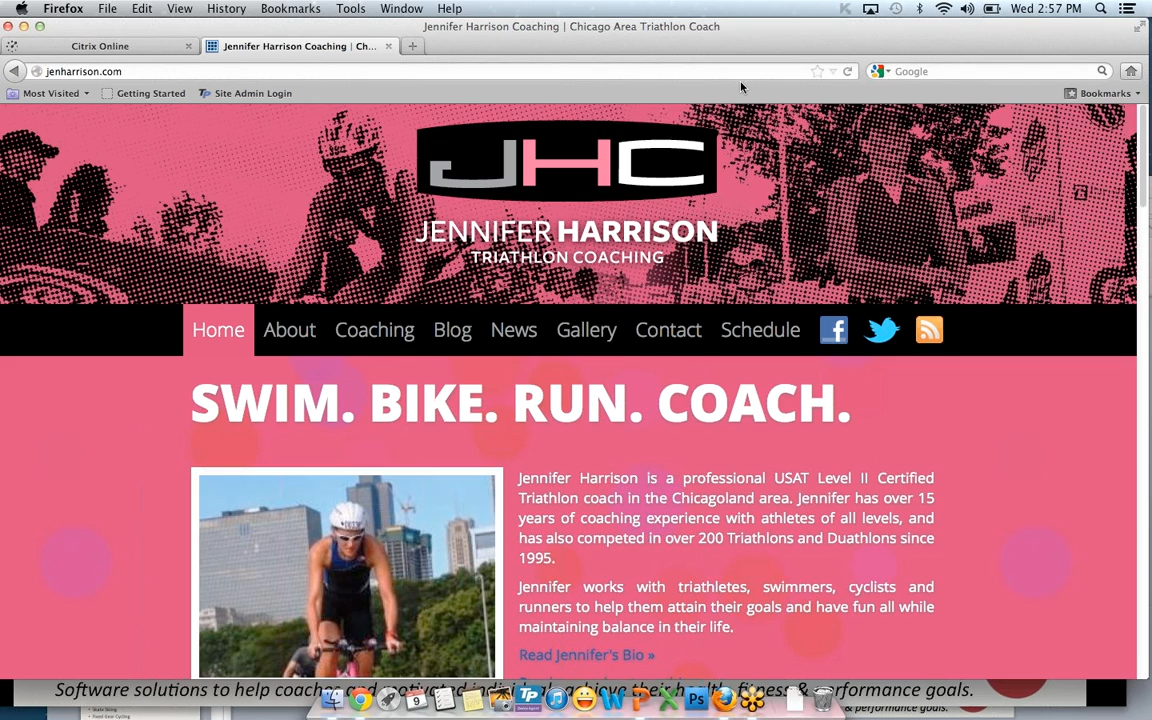 Firefox File Edit View History Bookmarks Tools Window Help Wed 2:57 PM
Jennifer Harrison Coaching | Chicago Area Triathlon Coach
Citrix Online Jennifer Harrison Coaching | Ch...
jenharrison.com Google
Most Visited Getting Started TP Site Admin Login Bookmarks
JHC
JENNIFER HARRISON
TRIATHLON COACHING
Home About Coaching Blog News Gallery Contact Schedule
SWIM. BIKE. RUN. COACH.
Jennifer Harrison is a professional USAT Level II Certified
Triathlon coach in the Chicagoland area. Jennifer has over 15
years of coaching experience with athletes of all levels, and
has also competed in over 200 Triathlons and Duathlons since
1995.
Jennifer works with triathletes, swimmers, cyclists and
runners to help them attain their goals and have fun all while
maintaining balance in their life.
Read Jennifer's Bio »
Software solutions to help coaches and motivated individuals achieve their health, fitness & performance goals.
& performance goals.
Fixed Gear Cycling